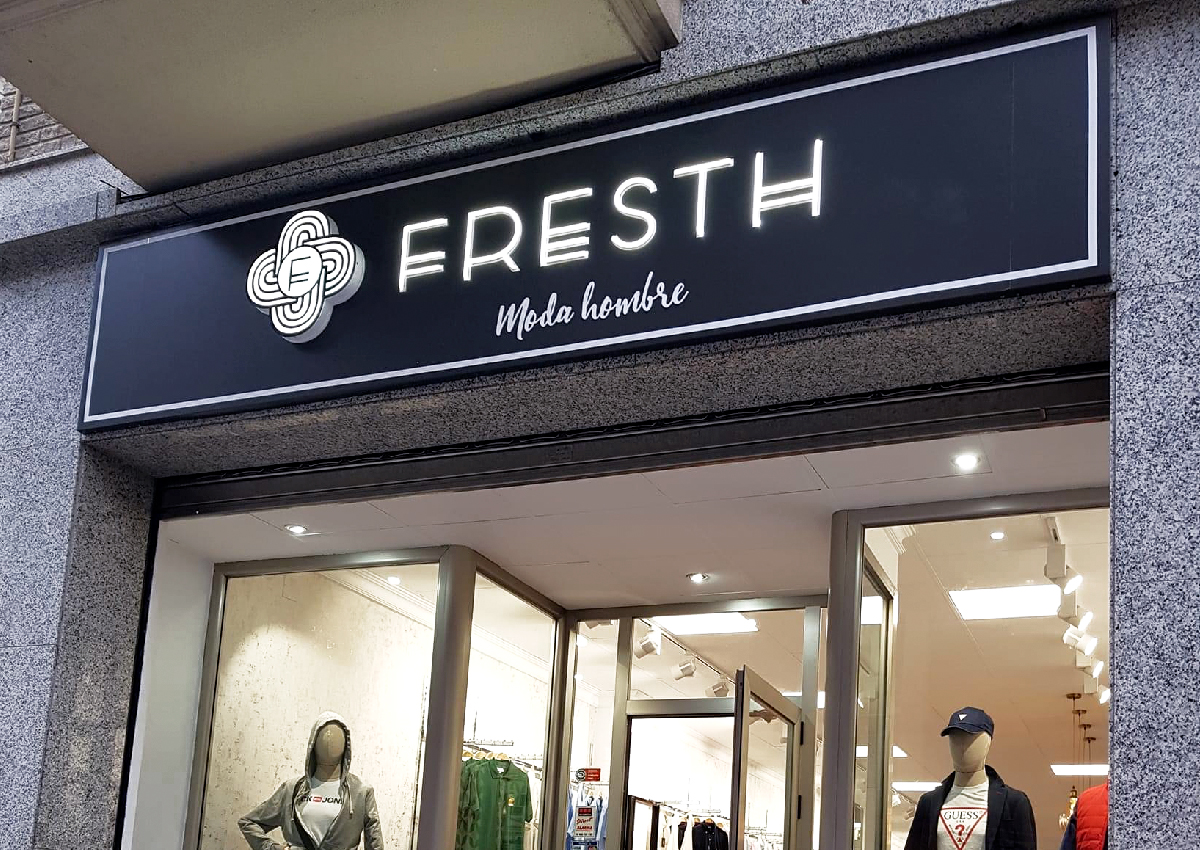 FRESTH
Moda hombre
GUESS
?